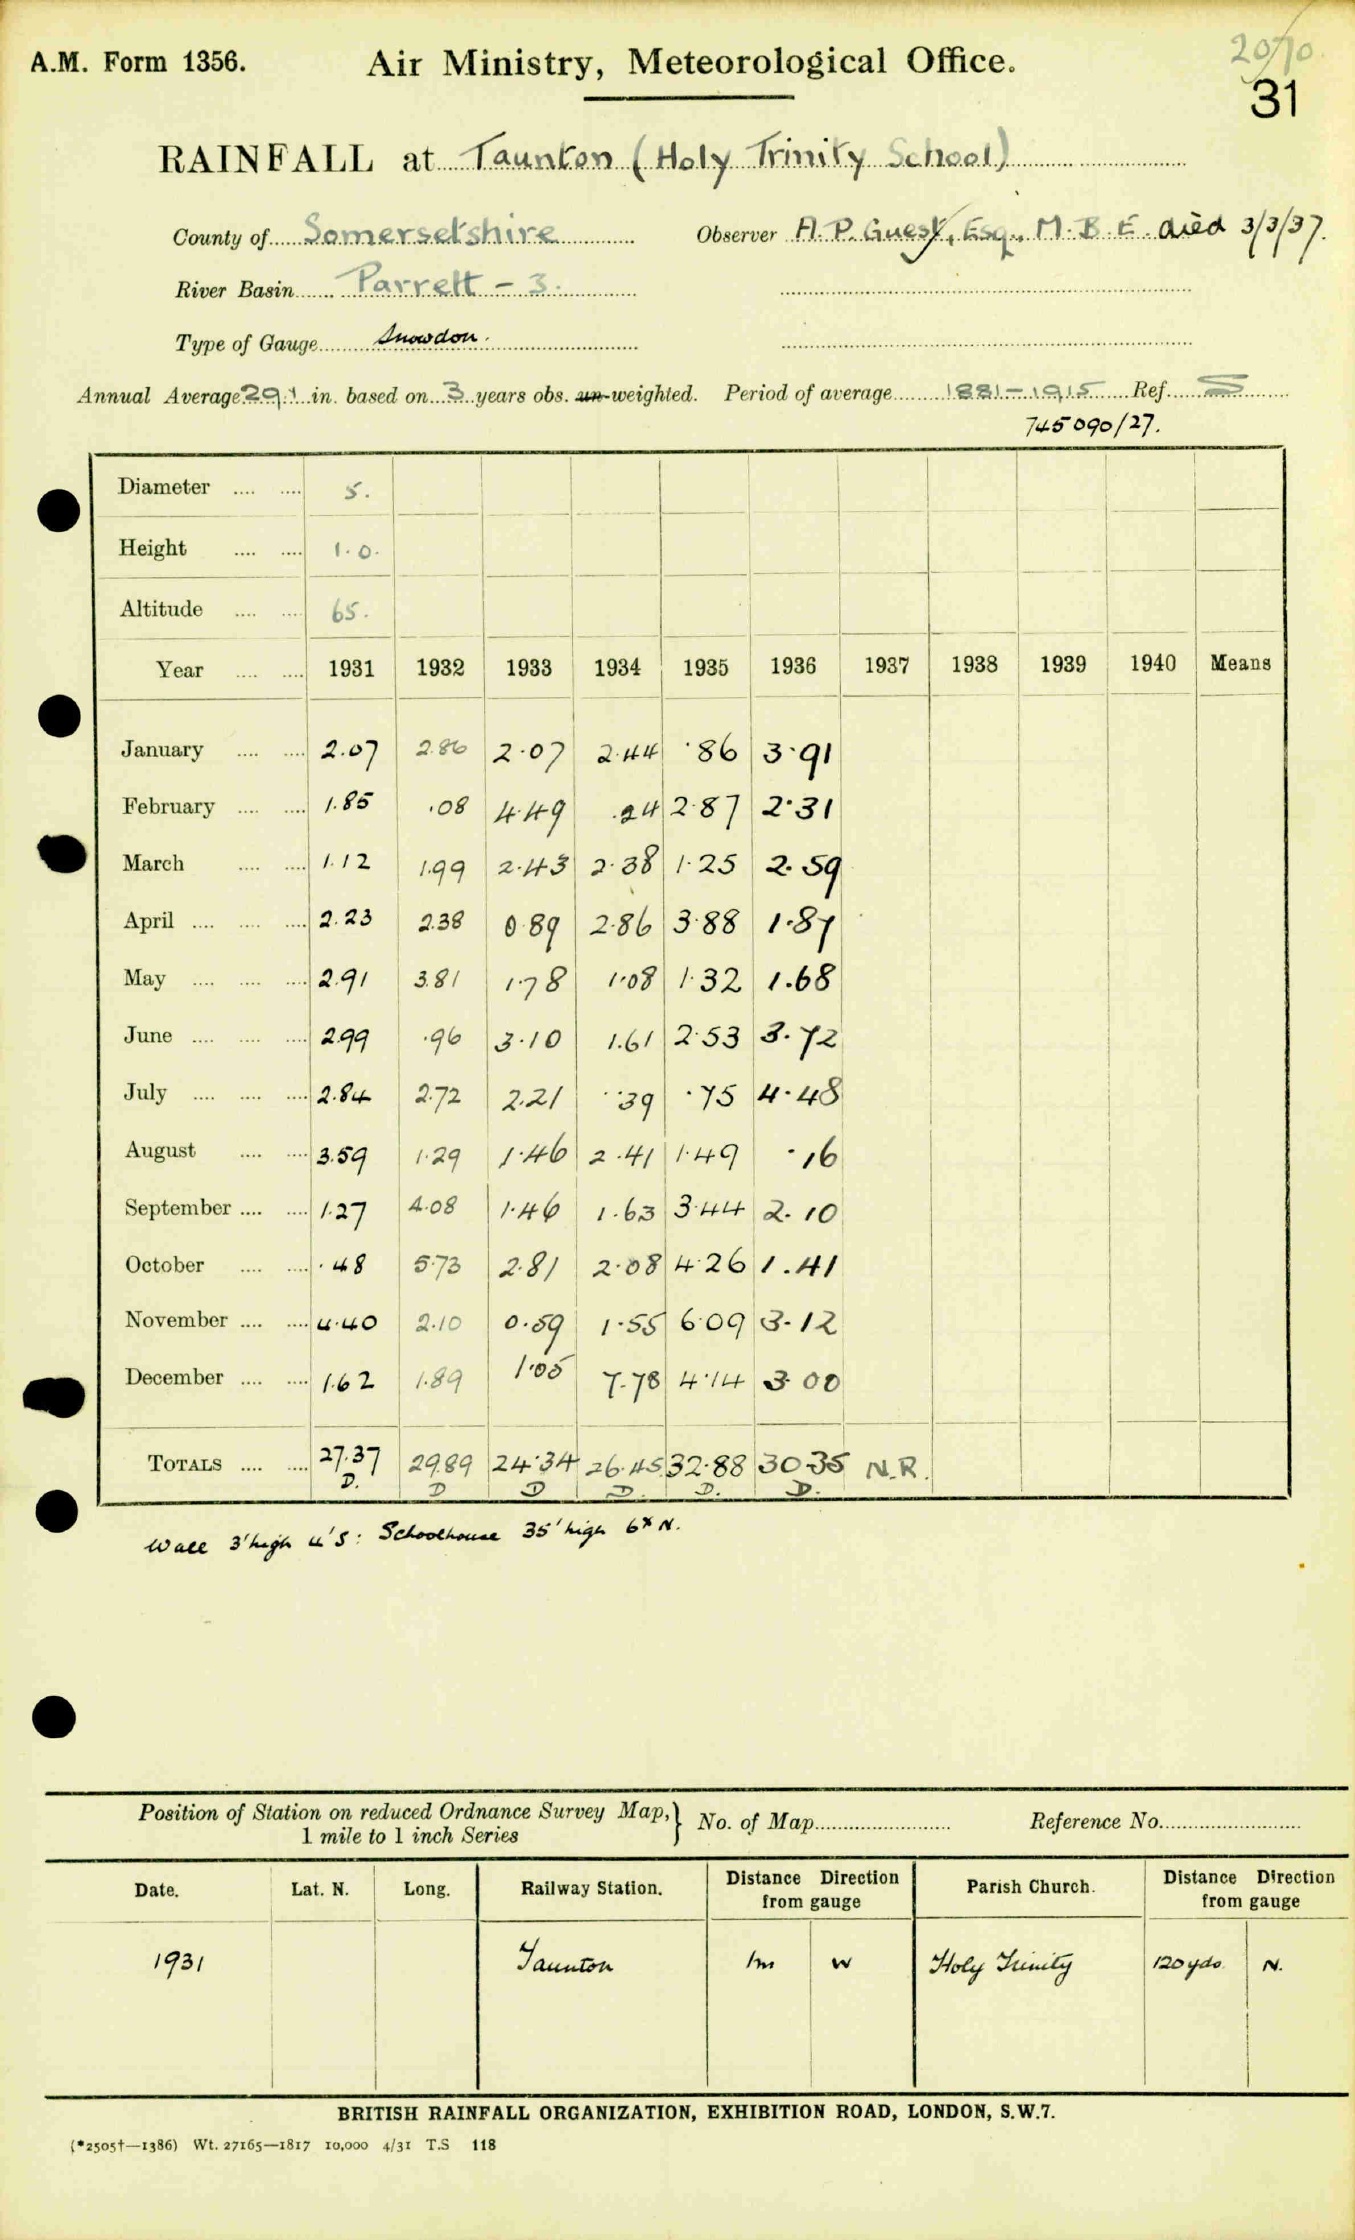 A.M. Form 1356.
Air Ministry, Meteorological Office.
2070
31
RAINFALL at Taunton (Holy Trinity School)
County of Somersetshire Observer A. P. Guest, Esq., M. B. E. died 3/3/37.
River Basin Parrett - 3.
Type of Gauge Snowdon.
Annual Average 29.1 in. based on 3 years obs. un-weighted. Period of average 1881-1915 Ref. S
745090/27.
Diameter 5.
Height 1.0.
Altitude 65.
Year 1931 1932 1933 1934 1935 1936 1937 1938 1939 1940 Means
January 2.07 2.86 2.07 2.44 .86 3.91
February 1.85 .08 4.49 .24 2.87 2.31
March 1.12 1.99 2.43 2.38 1.25 2.59
April 2.23 2.38 0.89 2.86 3.88 1.87
May 2.91 3.81 1.78 1.08 1.32 1.68
June 2.99 .96 3.10 1.61 2.53 3.72
July 2.84 2.72 2.21 .39 .75 4.48
August 3.59 1.29 1.46 2.41 1.49 .16
September 1.27 4.08 1.46 1.63 3.44 2.10
October .48 5.73 2.81 2.08 4.26 1.41
November 4.40 2.10 0.59 1.55 6.09 3.12
December 1.62 1.89 1.05 7.78 4.14 3.00
TOTALS 27.37 29.89 24.34 26.45 32.88 30.35 N.R.
D. D D D. D. D.
Wall 3' high 4' S: Schoolhouse 35' high 6x N.
Position of Station on reduced Ordnance Survey Map, } No. of Map Reference No.
1 mile to 1 inch Series
Date. Lat. N. Long. Railway Station. Distance Direction from gauge Parish Church. Distance Direction from gauge
1931 Taunton 1m W Holy Trinity 120 yds. N.
BRITISH RAINFALL ORGANIZATION, EXHIBITION ROAD, LONDON, S.W.7.
(*2505†—1386) Wt. 27165—1817 10,000 4/31 T.S 118